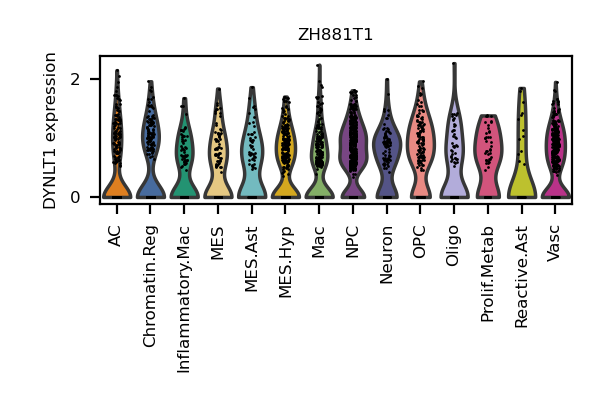 ZH881T1
DYNLT1 expression
2
0
AC
Chromatin.Reg
Inflammatory.Mac
MES
MES.Ast
MES.Hyp
Mac
NPC
Neuron
OPC
Oligo
Prolif.Metab
Reactive.Ast
Vasc